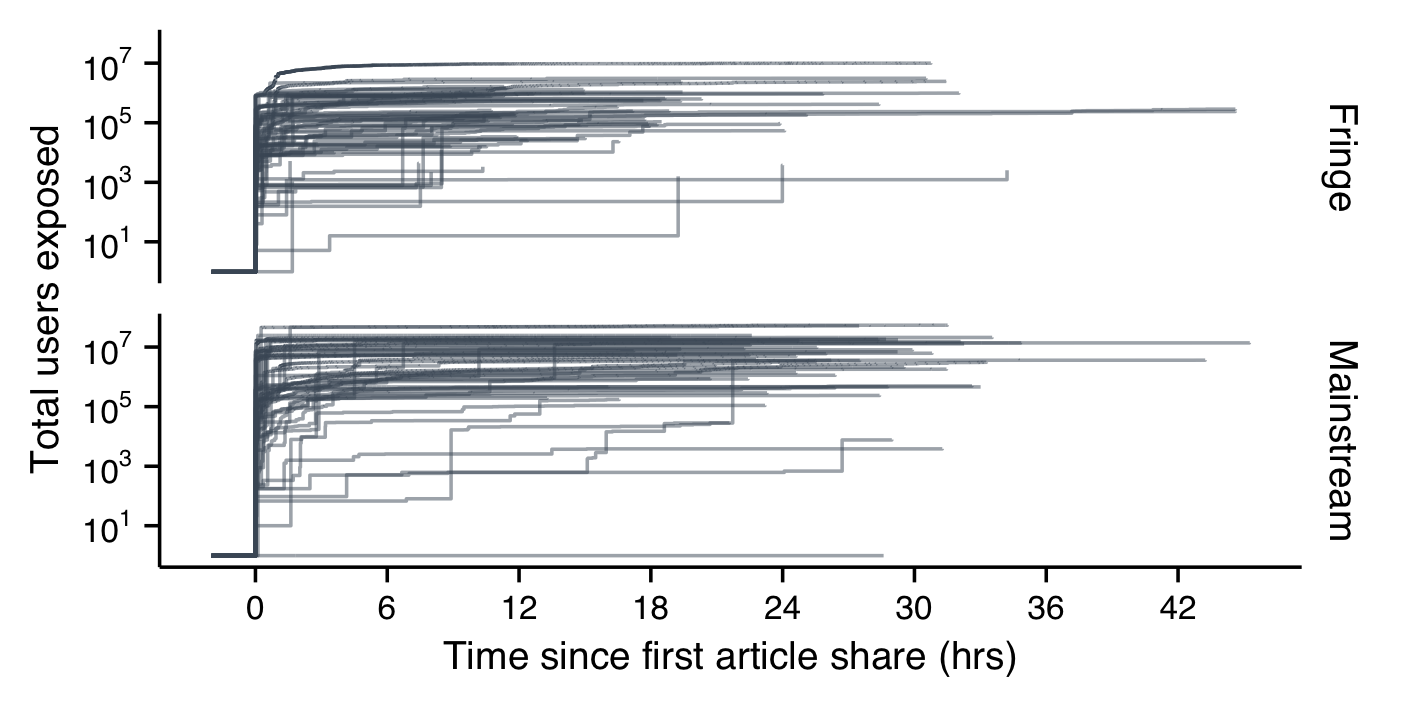 Total users exposed
10^7
10^5
10^3
10^1
Fringe
10^7
10^5
10^3
10^1
Mainstream
0 6 12 18 24 30 36 42
Time since first article share (hrs)